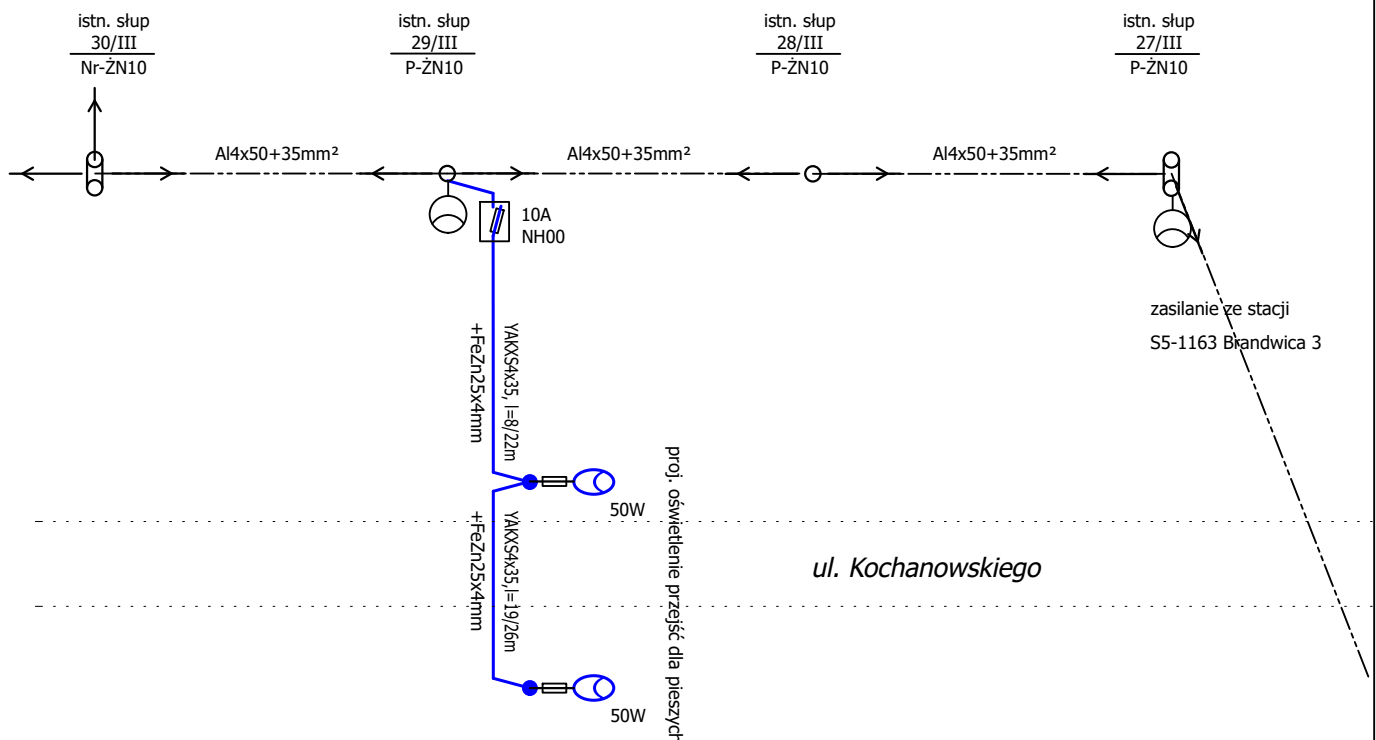 istn. słup
30/III
Nr-ŻN10
istn. słup
29/III
P-ŻN10
istn. słup
28/III
P-ŻN10
istn. słup
27/III
P-ŻN10
Al4x50+35mm²
Al4x50+35mm²
Al4x50+35mm²
10A
NH00
zasilanie ze stacji
S5-1163 Brandwica 3
YAKXS4x35, l=8/22m
+FeZn25x4mm
50W
proj. oświetlenie przejść dla pieszych
YAKXS4x35,l=19/26m
+FeZn25x4mm
ul. Kochanowskiego
50W